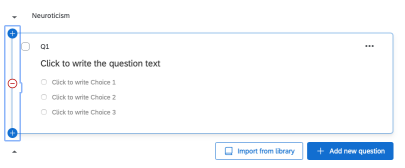 Neuroticism
Q1
Click to write the question text
Click to write Choice 1
Click to write Choice 2
Click to write Choice 3
Import from library
+ Add new question